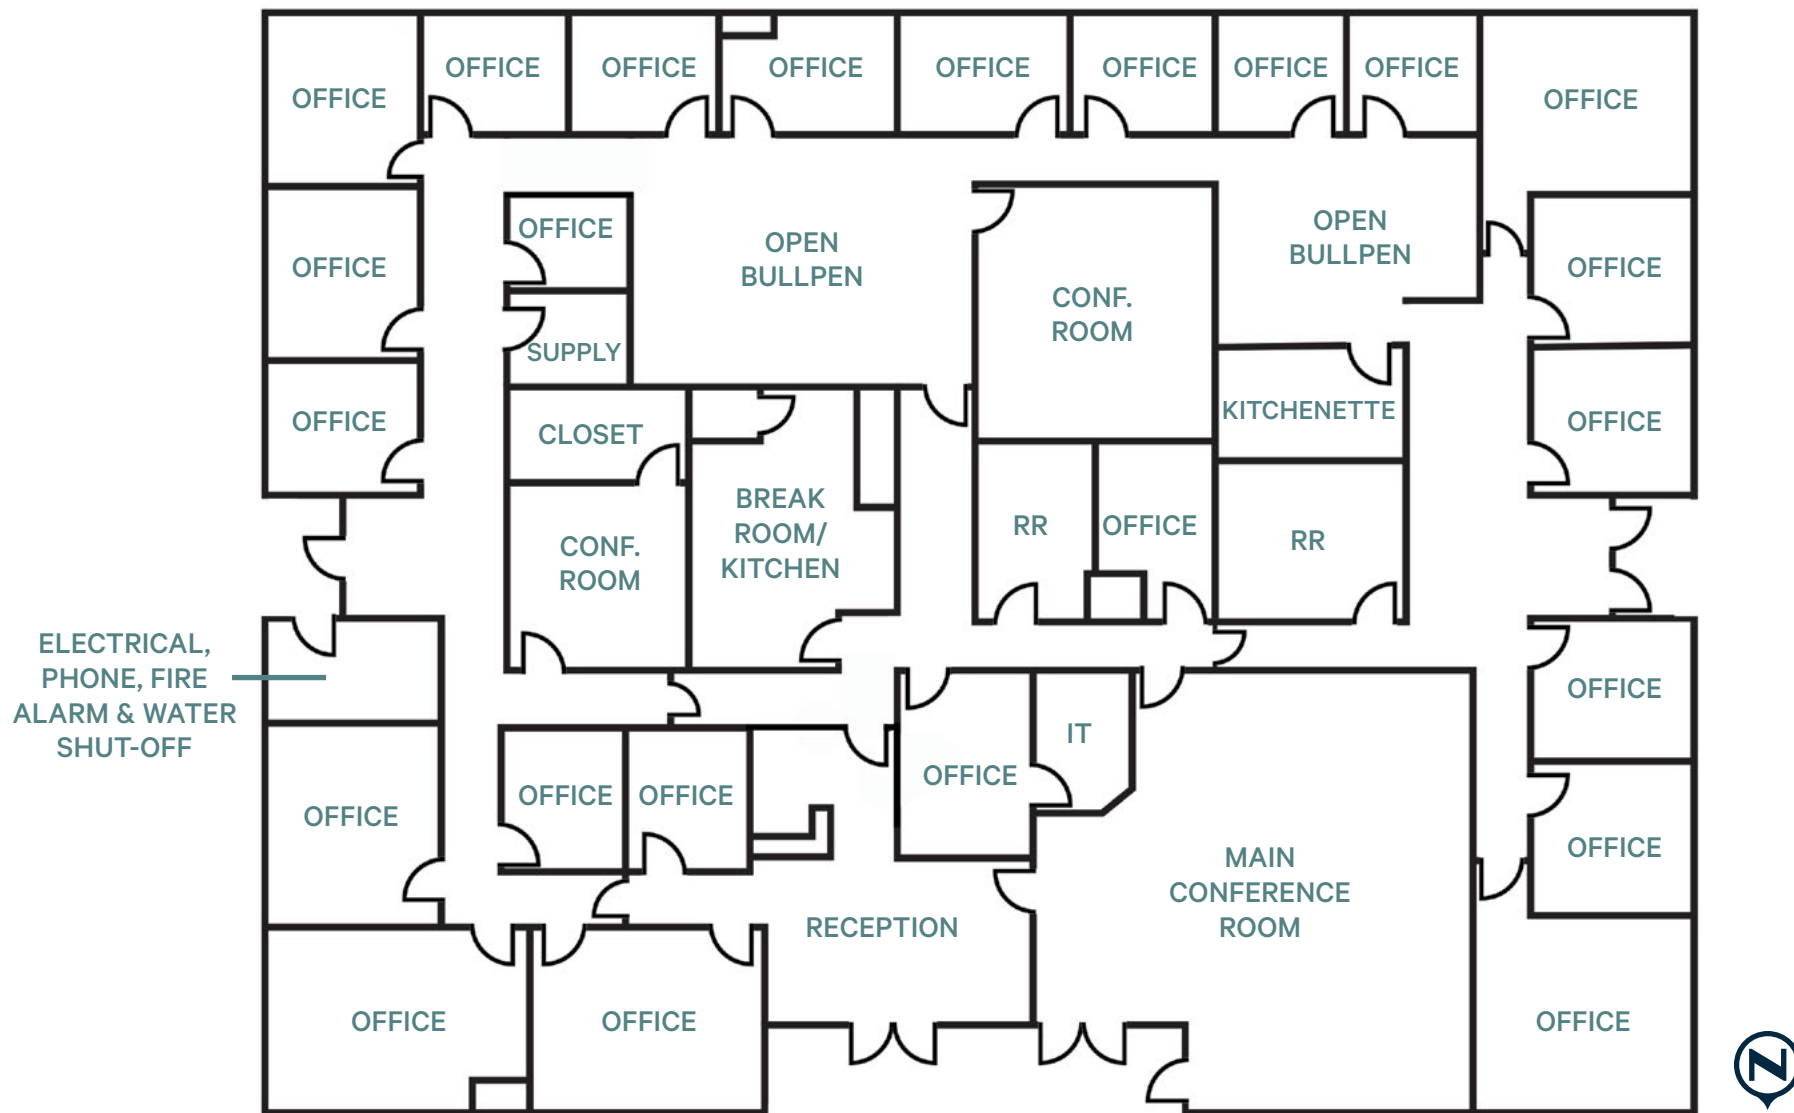 OFFICE
OFFICE
OFFICE
OFFICE
OFFICE
OFFICE
OFFICE
OFFICE
OFFICE
OFFICE
OFFICE
OPEN
BULLPEN
OPEN
BULLPEN
OFFICE
OFFICE
SUPPLY
CONF.
ROOM
OFFICE
CLOSET
KITCHENETTE
OFFICE
BREAK
ROOM/
KITCHEN
CONF.
ROOM
RR
OFFICE
RR
ELECTRICAL,
PHONE, FIRE
ALARM & WATER
SHUT-OFF
OFFICE
IT
OFFICE
OFFICE
OFFICE
OFFICE
OFFICE
MAIN
CONFERENCE
ROOM
RECEPTION
OFFICE
OFFICE
OFFICE
N